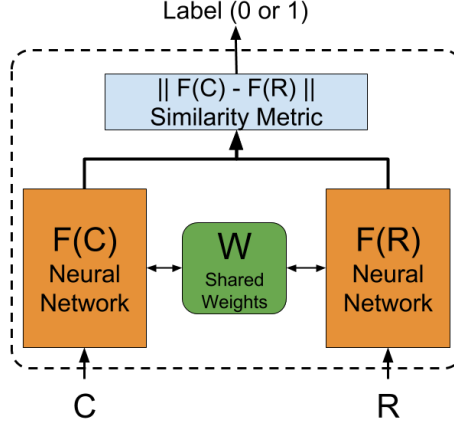 Label (0 or 1)
|| F(C) - F(R) ||
Similarity Metric
F(C)
Neural
Network
W
Shared
Weights
F(R)
Neural
Network
C
R